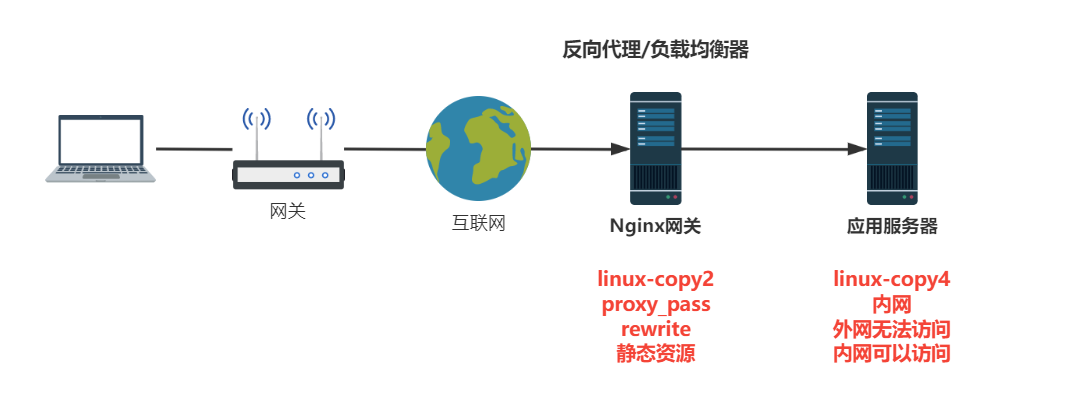 反向代理/负载均衡器
网关
互联网
Nginx网关
应用服务器
linux-copy2
proxy_pass
rewrite
静态资源
linux-copy4
内网
外网无法访问
内网可以访问